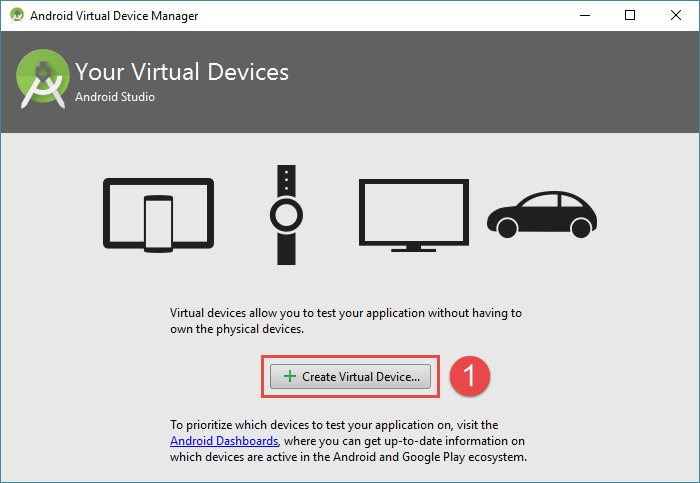 Android Virtual Device Manager
Your Virtual Devices
Android Studio
Virtual devices allow you to test your application without having to
own the physical devices.
Create Virtual Device...
1
To prioritize which devices to test your application on, visit the
Android Dashboards, where you can get up-to-date information on
which devices are active in the Android and Google Play ecosystem.